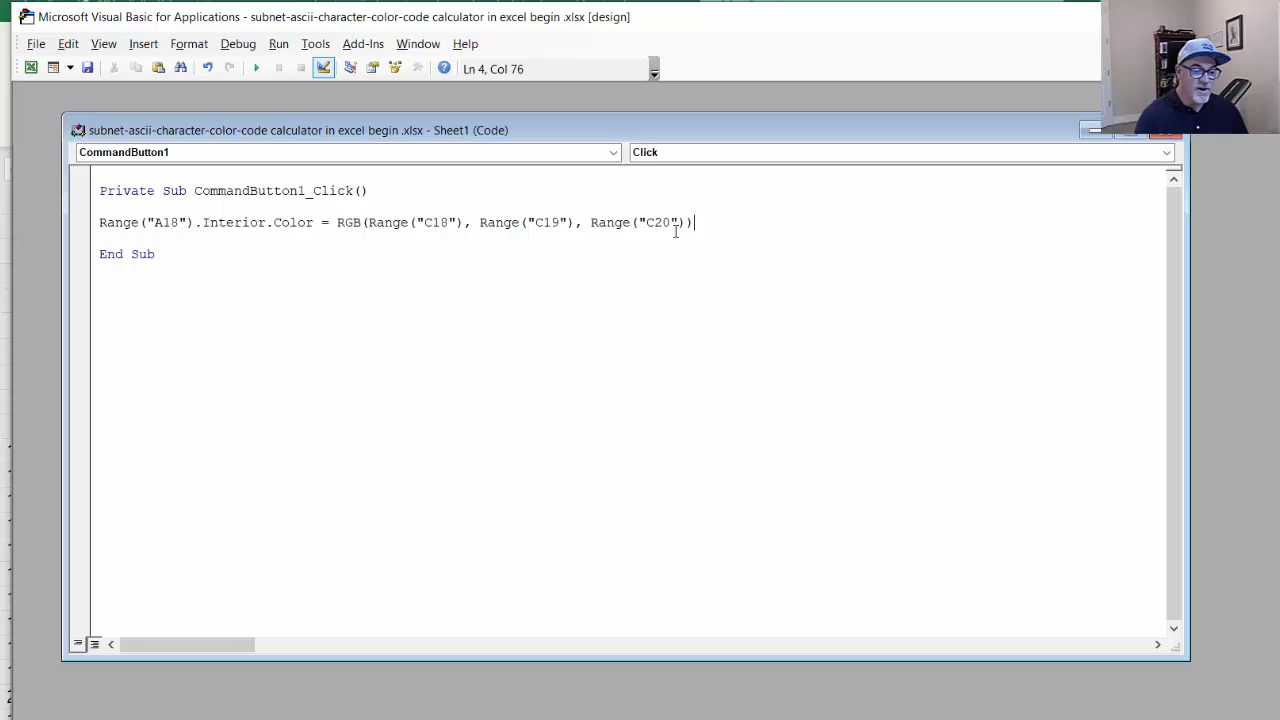 Microsoft Visual Basic for Applications - subnet-ascii-character-color-code calculator in excel begin .xlsx [design]
File Edit View Insert Format Debug Run Tools Add-Ins Window Help
Ln 4, Col 76
subnet-ascii-character-color-code calculator in excel begin .xlsx - Sheet1 (Code)
CommandButton1 Click
Private Sub CommandButton1_Click()
Range("A18").Interior.Color = RGB(Range("C18"), Range("C19"), Range("C20"))
End Sub